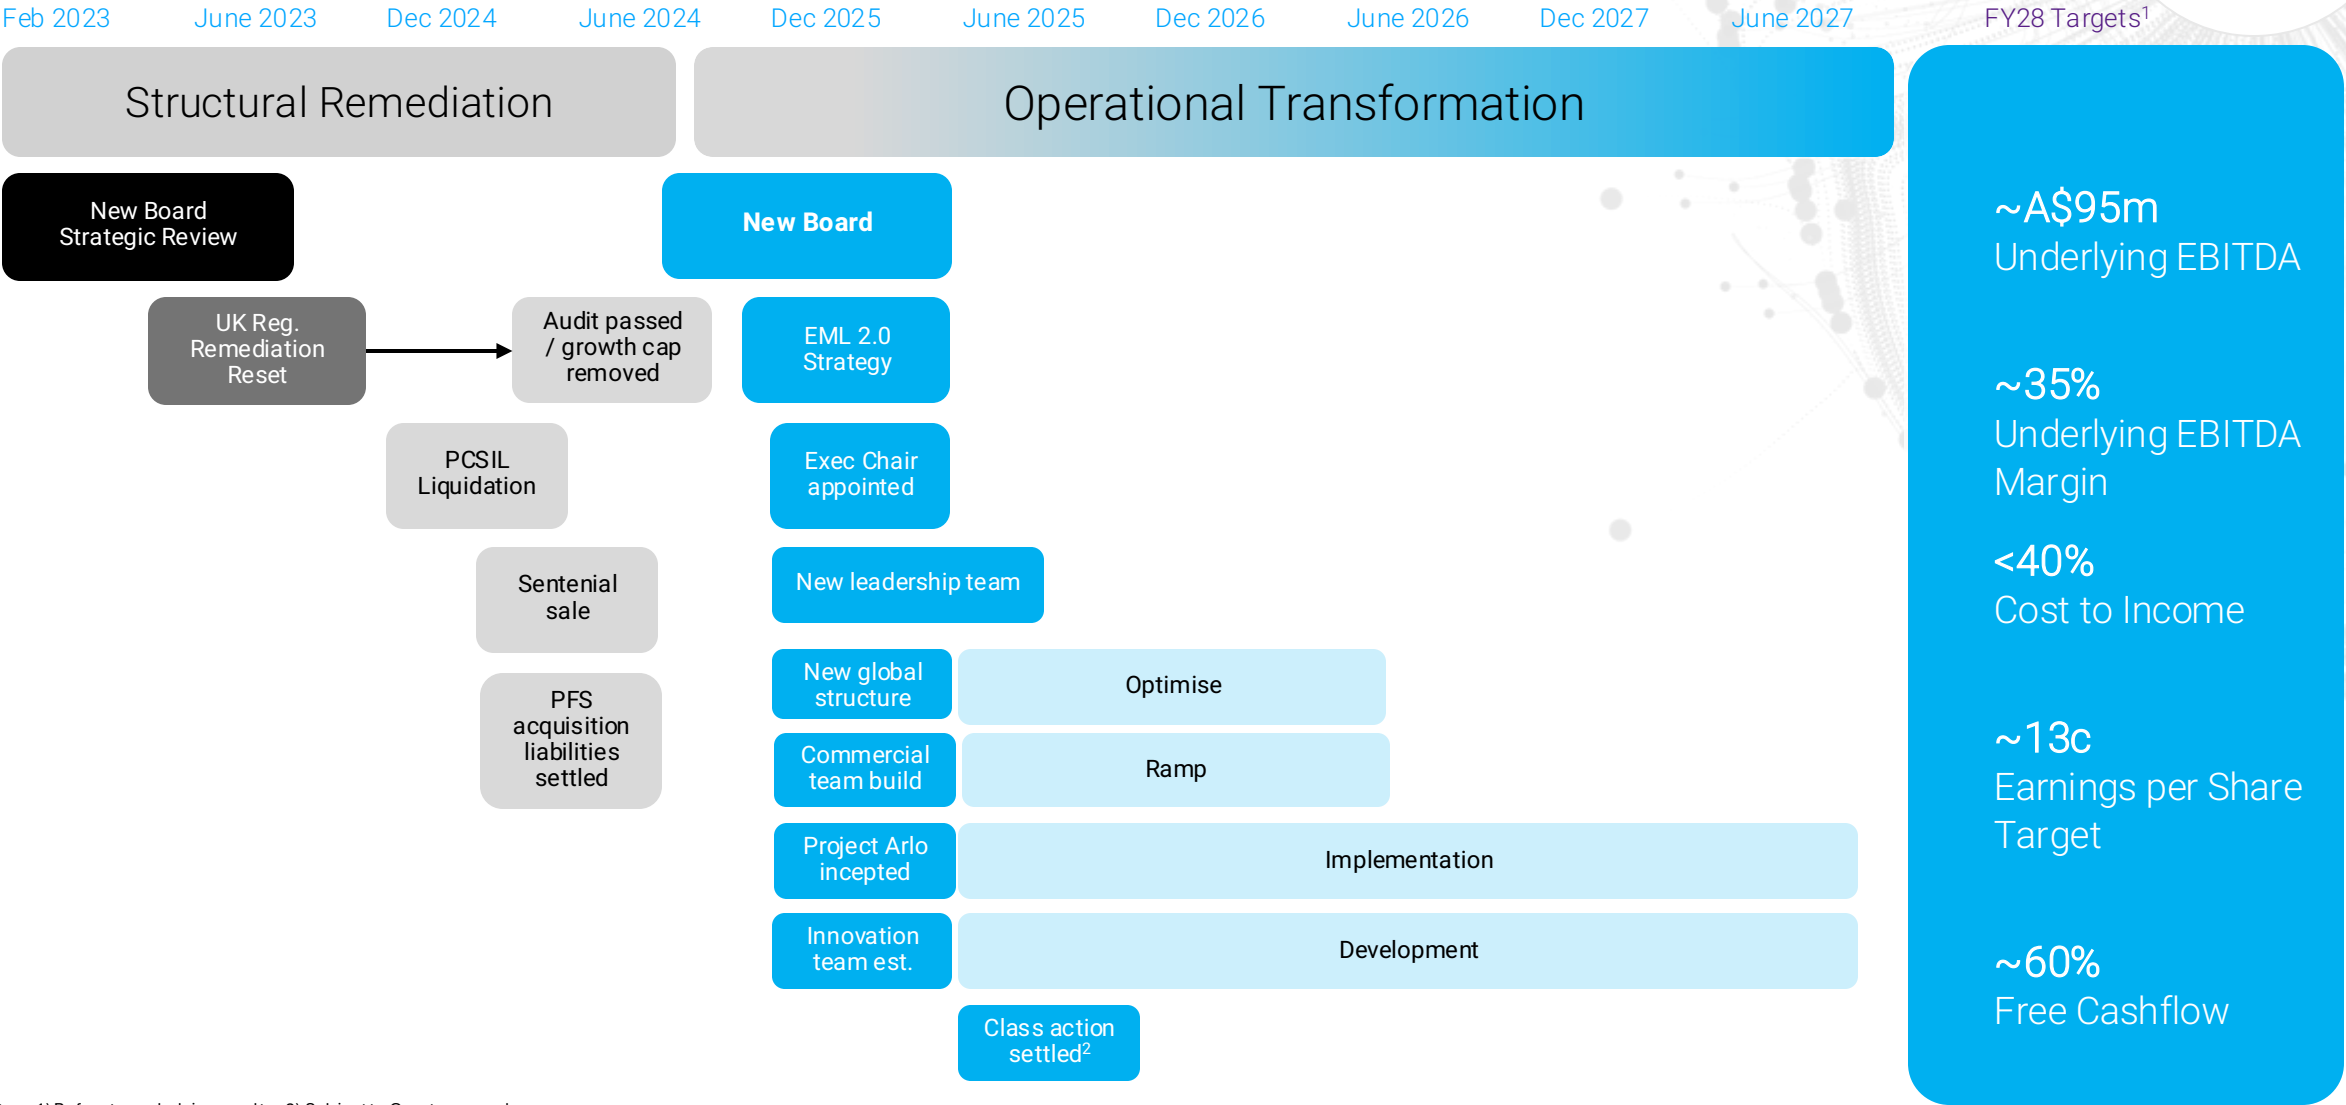 Feb 2023
June 2023
Dec 2024
June 2024
Dec 2025
June 2025
Dec 2026
June 2026
Dec 2027
June 2027
FY28 Targets1
Structural Remediation
Operational Transformation
New Board
Strategic Review
New Board
UK Reg.
Remediation
Reset
Audit passed
/ growth cap
removed
EML 2.0
Strategy
PCSIL
Liquidation
Exec Chair
appointed
Sentenial
sale
New leadership team
PFS
acquisition
liabilities
settled
New global
structure
Optimise
Commercial
team build
Ramp
Project Arlo
incepted
Implementation
Innovation
team est.
Development
Class action
settled2
~A$95m
Underlying EBITDA
~35%
Underlying EBITDA
Margin
<40%
Cost to Income
~13c
Earnings per Share
Target
~60%
Free Cashflow